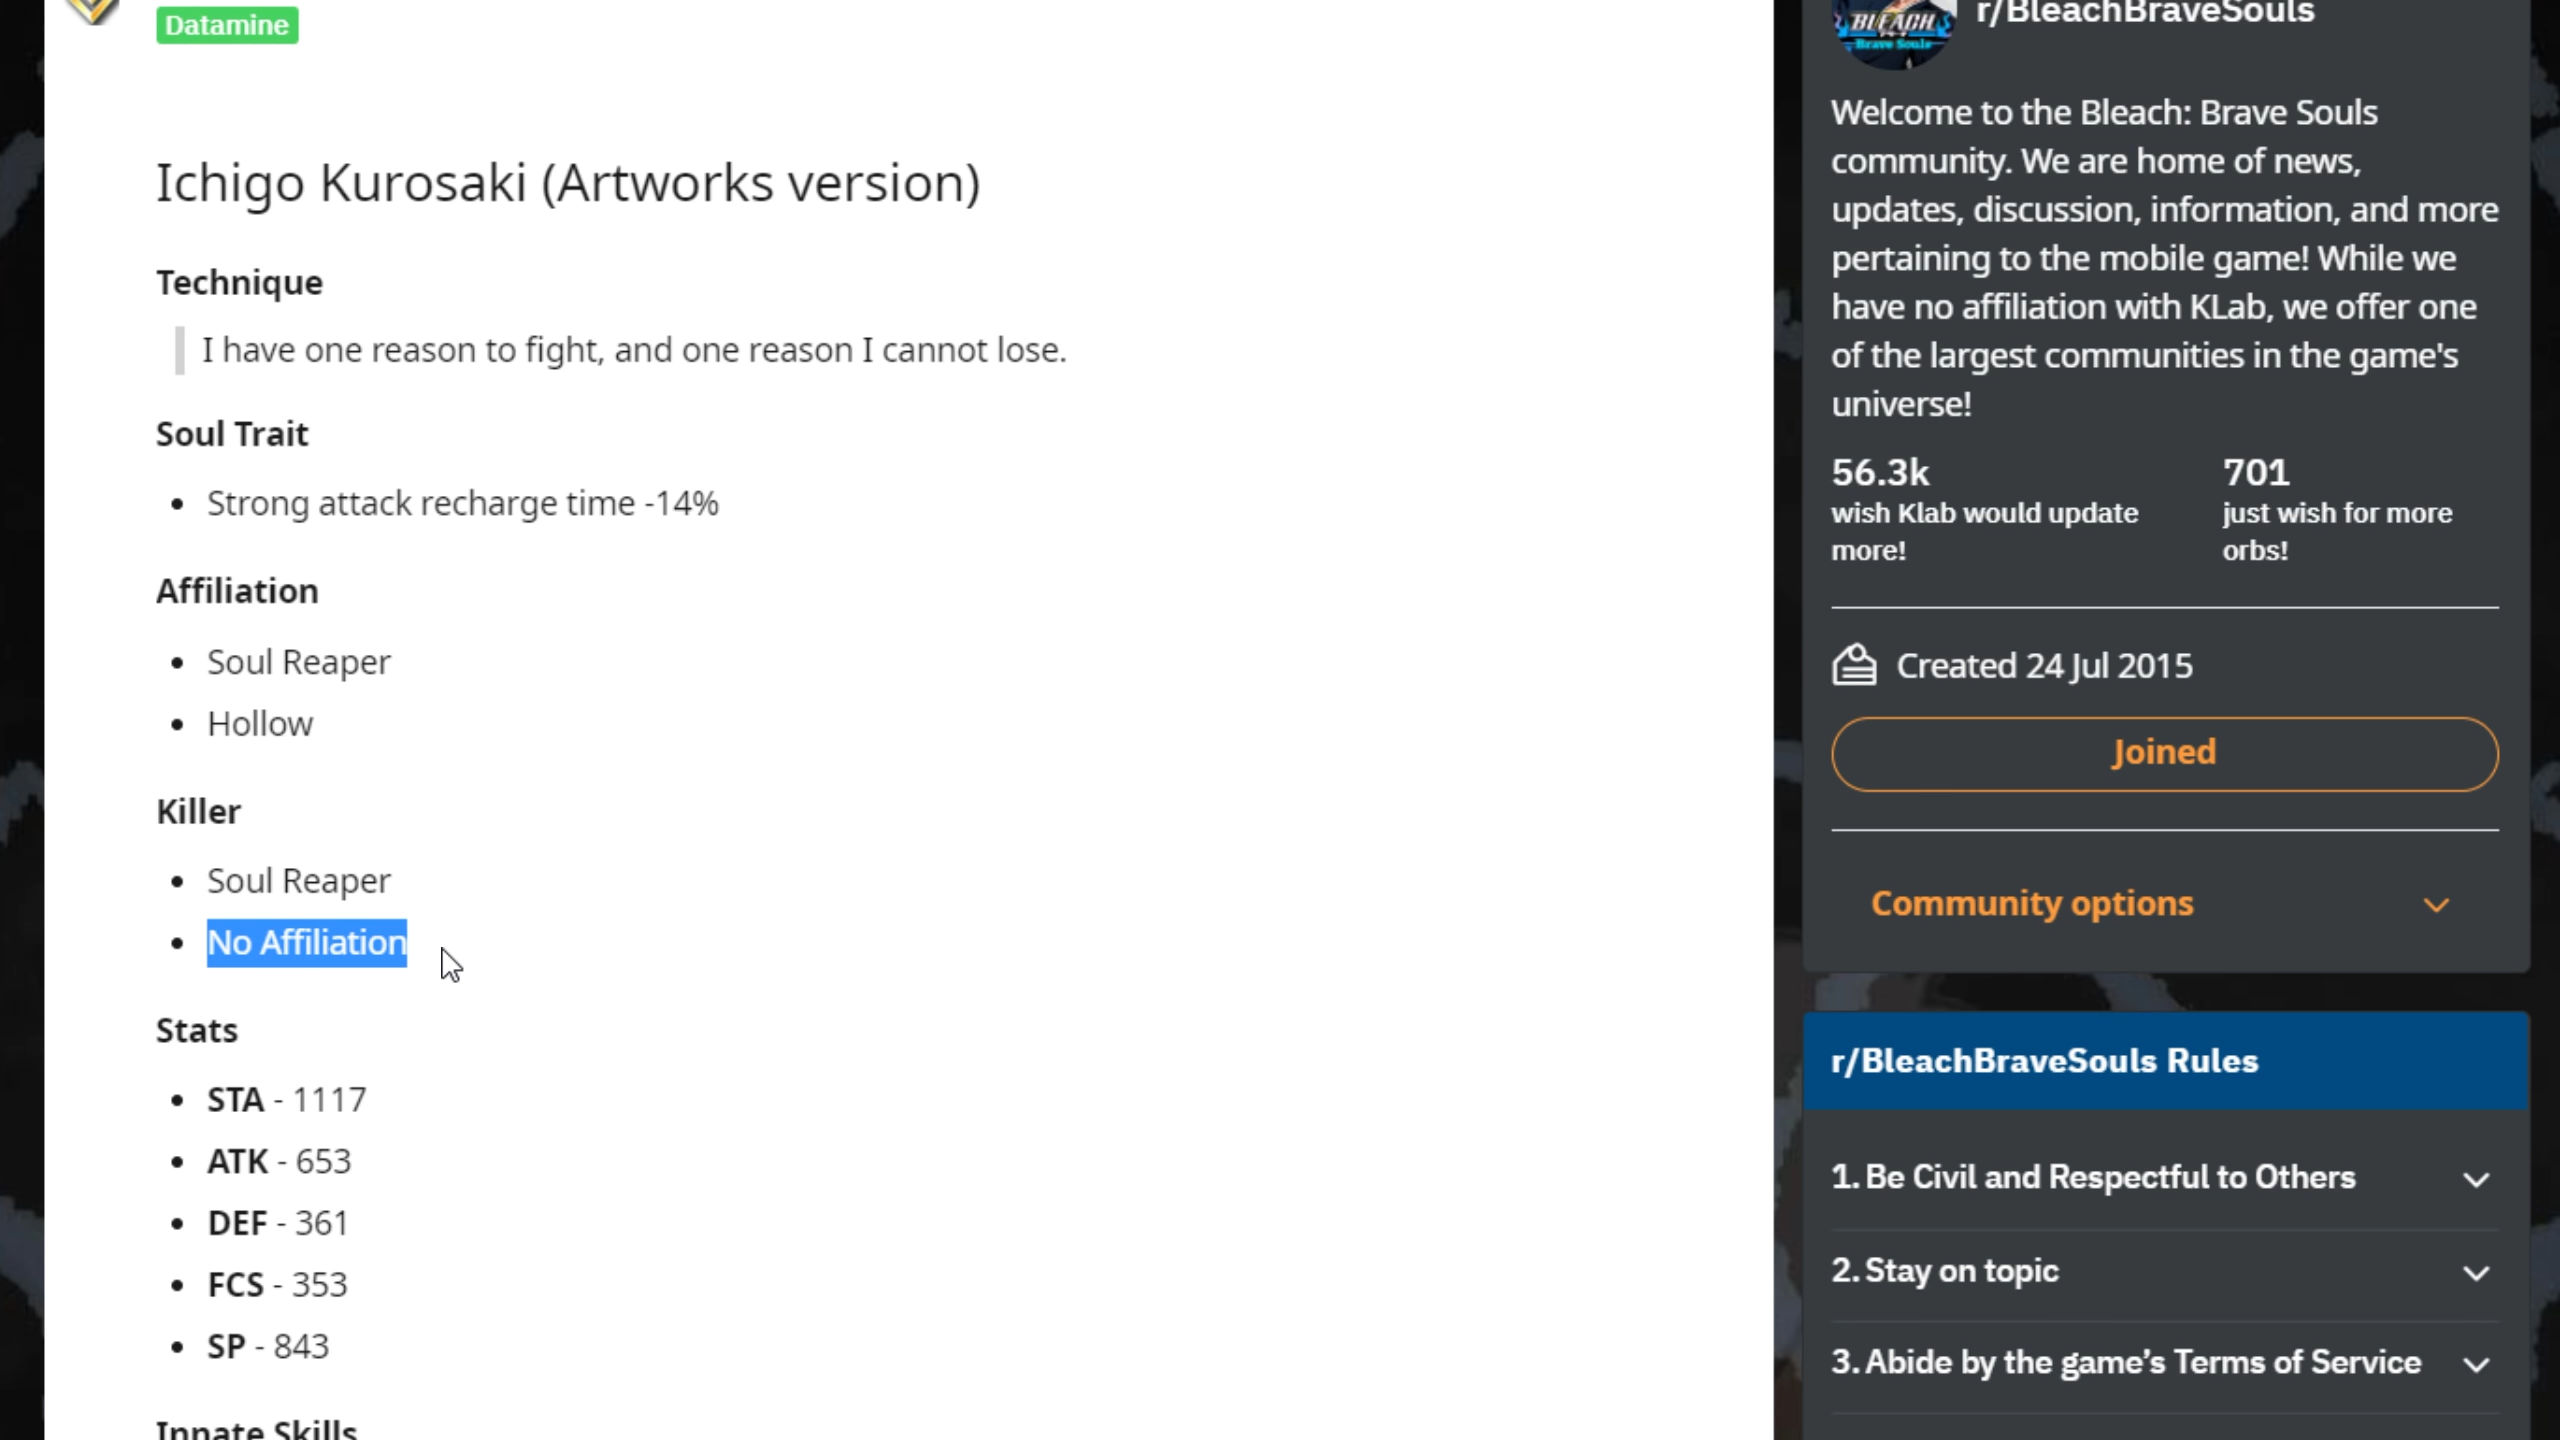 Datamine
Ichigo Kurosaki (Artworks version)
Technique
I have one reason to fight, and one reason I cannot lose.
Soul Trait
• Strong attack recharge time -14%
Affiliation
• Soul Reaper
• Hollow
Killer
• Soul Reaper
• No Affiliation
Stats
• STA - 1117
• ATK - 653
• DEF - 361
• FCS - 353
• SP - 843
Innate Skills
BLEACH
Brave Souls
r/BleachBraveSouls
Welcome to the Bleach: Brave Souls
community. We are home of news,
updates, discussion, information, and more
pertaining to the mobile game! While we
have no affiliation with KLab, we offer one
of the largest communities in the game's
universe!
56.3k
wish Klab would update
more!
701
just wish for more
orbs!
Created 24 Jul 2015
Joined
Community options
r/BleachBraveSouls Rules
1. Be Civil and Respectful to Others
2. Stay on topic
3. Abide by the game’s Terms of Service